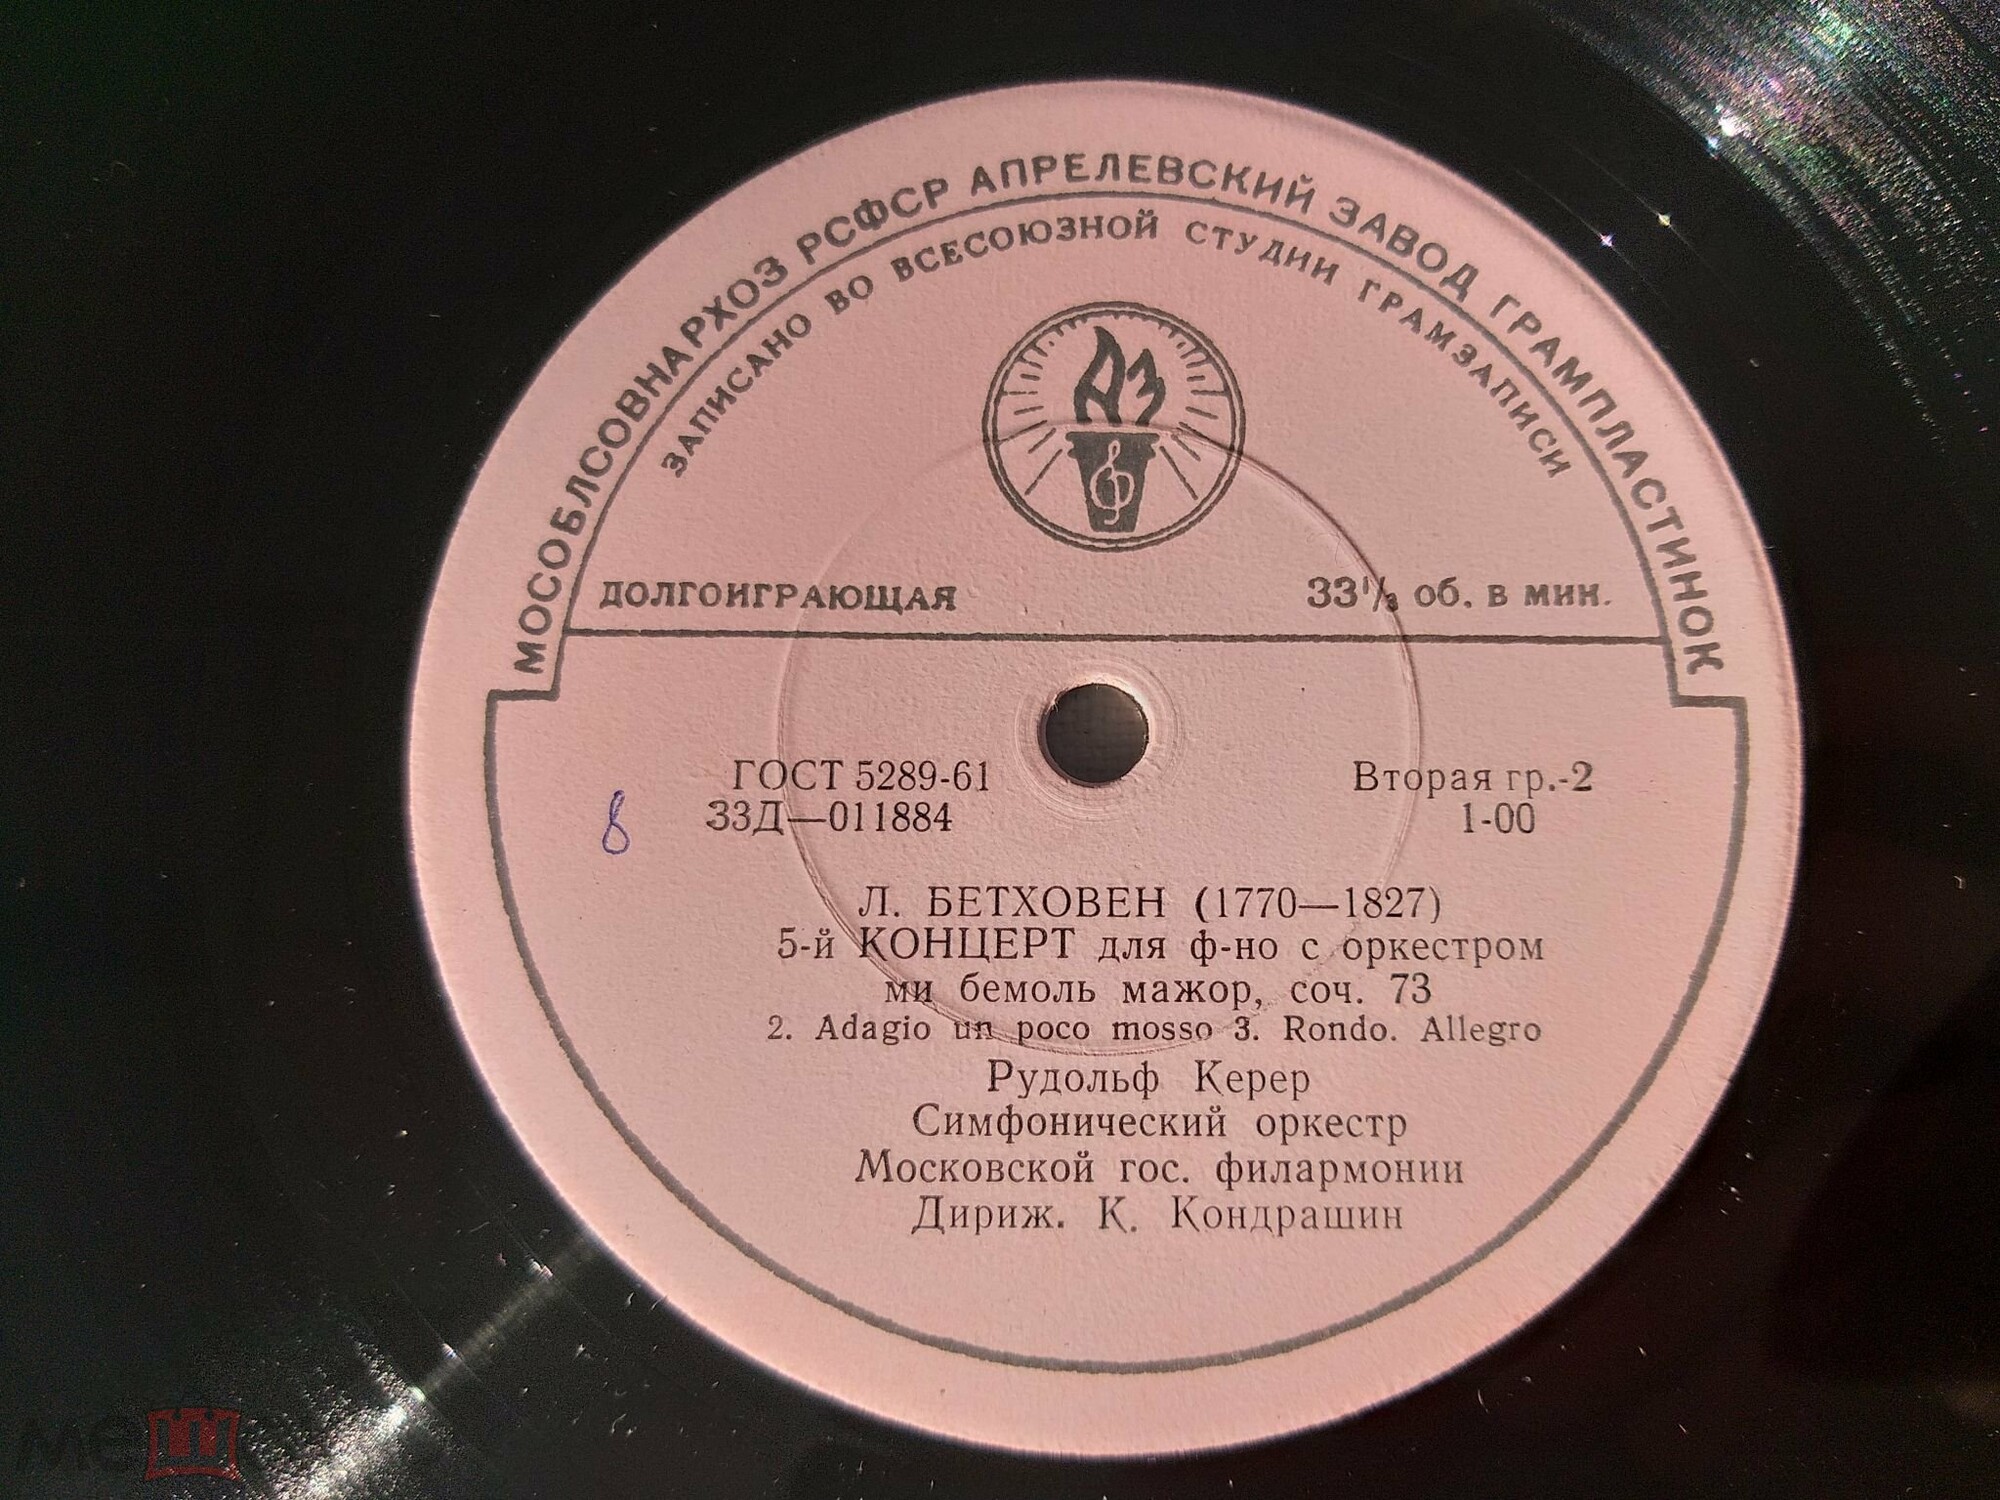 МОСОБЛСОВНАРХОЗ РСФСР АПРЕЛЕВСКИЙ ЗАВОД ГРАМПЛАСТИНОК
ЗАПИСАНО ВО ВСЕСОЮЗНОЙ СТУДИИ ГРАМЗАПИСИ
АЗ
ДОЛГОИГРАЮЩАЯ 33⅓ об. в мин.
ГОСТ 5289-61 Вторая гр.-2
33Д—011884 1-00
8
Л. БЕТХОВЕН (1770—1827)
5-й КОНЦЕРТ для ф-но с оркестром
ми бемоль мажор, соч. 73
2. Adagio un poco mosso 3. Rondo. Allegro
Рудольф Керер
Симфонический оркестр
Московской гос. филармонии
Дириж. К. Кондрашин